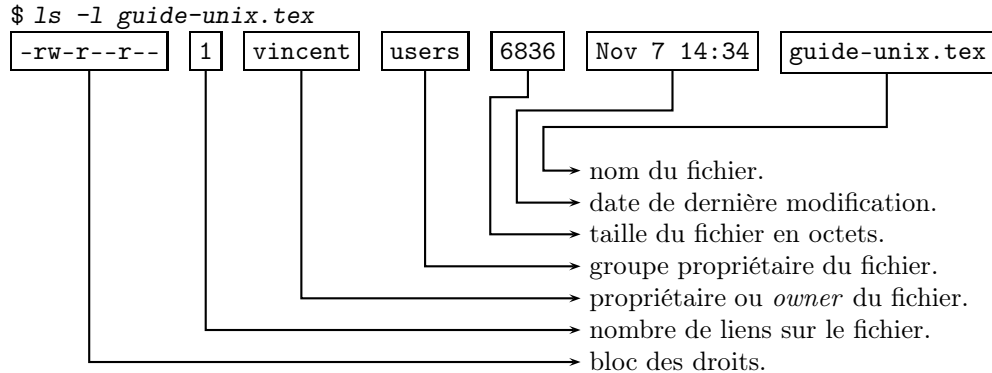 $ ls -l guide-unix.tex
-rw-r--r-- 1 vincent users 6836 Nov 7 14:34 guide-unix.tex
nom du fichier.
date de dernière modification.
taille du fichier en octets.
groupe propriétaire du fichier.
propriétaire ou owner du fichier.
nombre de liens sur le fichier.
bloc des droits.